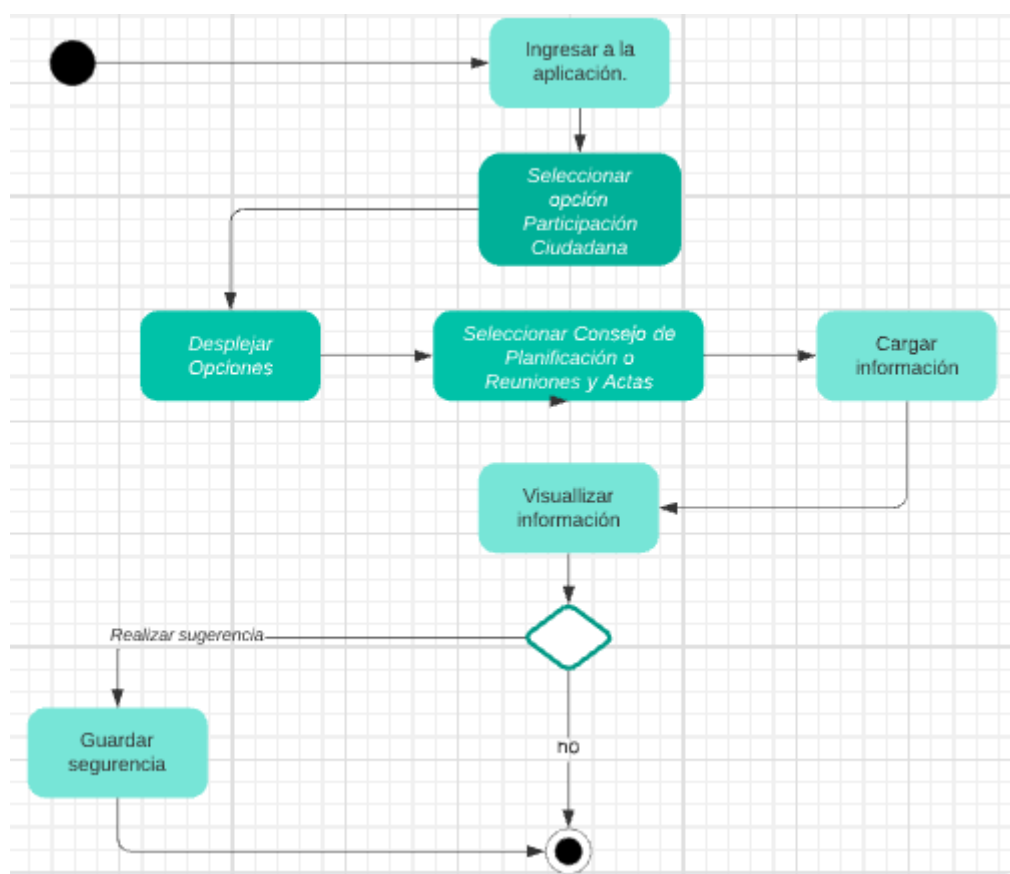 Ingresar a la
aplicación.
Seleccionar
opción
Participación
Ciudadana
Desplejar
Opciones
Seleccionar Consejo de
Planificación o
Reuniones y Actas
Cargar
información
Visuallizar
información
Realizar sugerencia
Guardar
segurencia
no